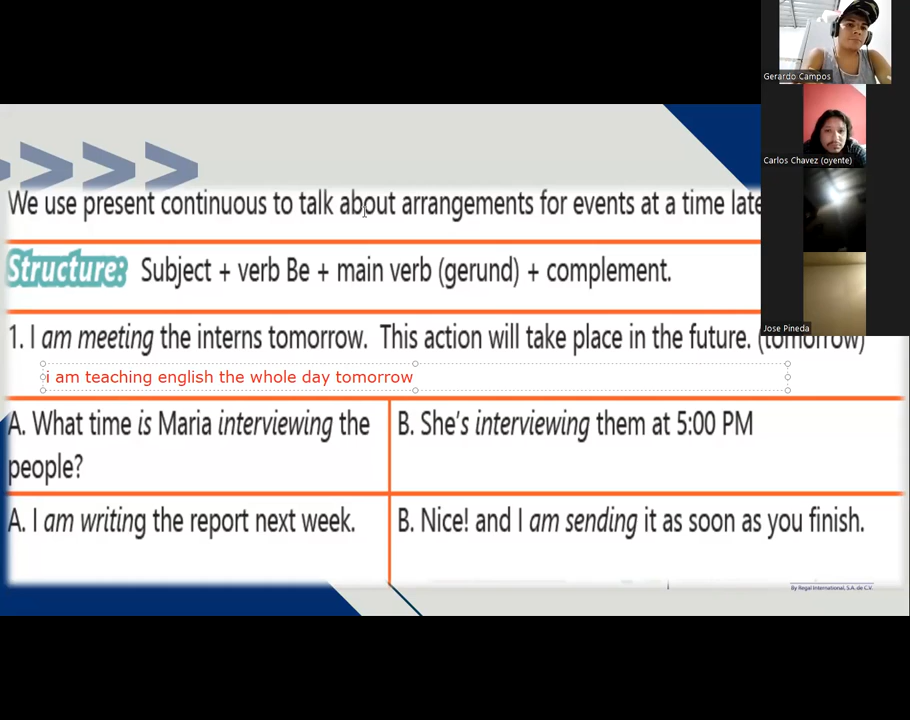 We use present continuous to talk about arrangements for events at a time late
Structure: Subject + verb Be + main verb (gerund) + complement.
1. I am meeting the interns tomorrow. This action will take place in the future. (tomorrow)
i am teaching english the whole day tomorrow
A. What time is Maria interviewing the
people?
B. She's interviewing them at 5:00 PM
A. I am writing the report next week.
B. Nice! and I am sending it as soon as you finish.
By Regal International, S.A. de C.V.
Gerardo Campos
Carlos Chavez (oyente)
Jose Pineda